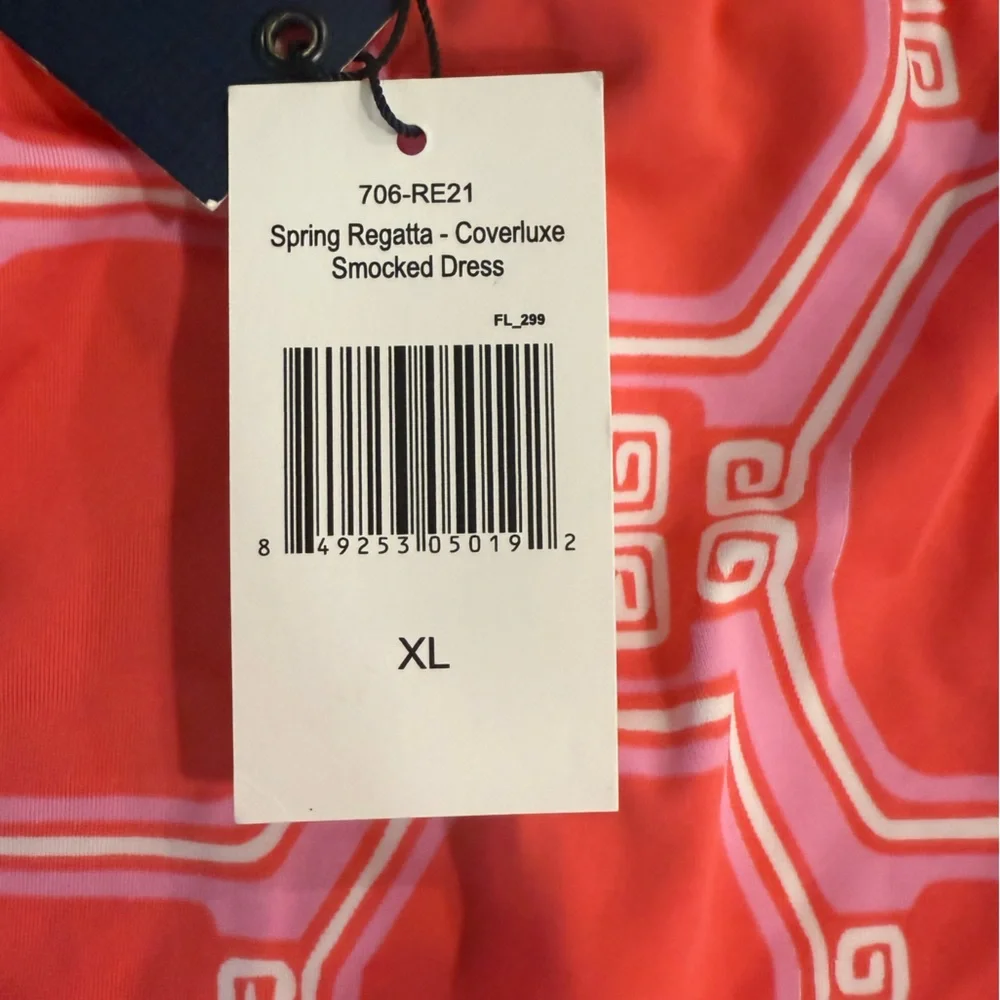 706-RE21
Spring Regatta - Coverluxe
Smocked Dress
FL_299
8 49253 05019 2
XL